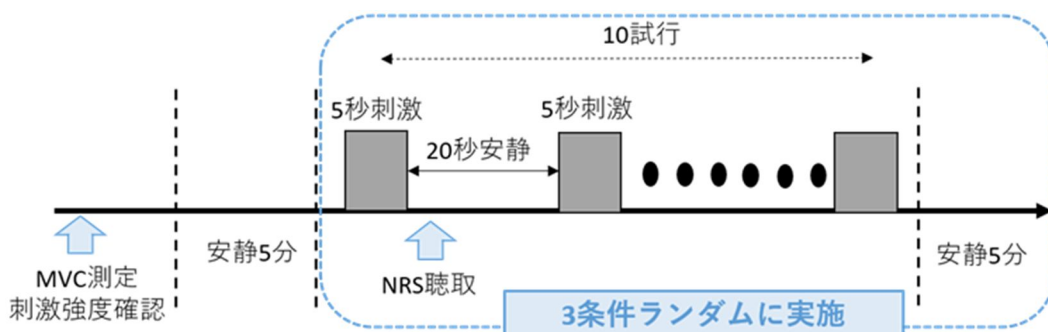 10試行
5秒刺激
5秒刺激
20秒安静
安静5分
安静5分
MVC測定
刺激強度確認
NRS聴取
3条件ランダムに実施